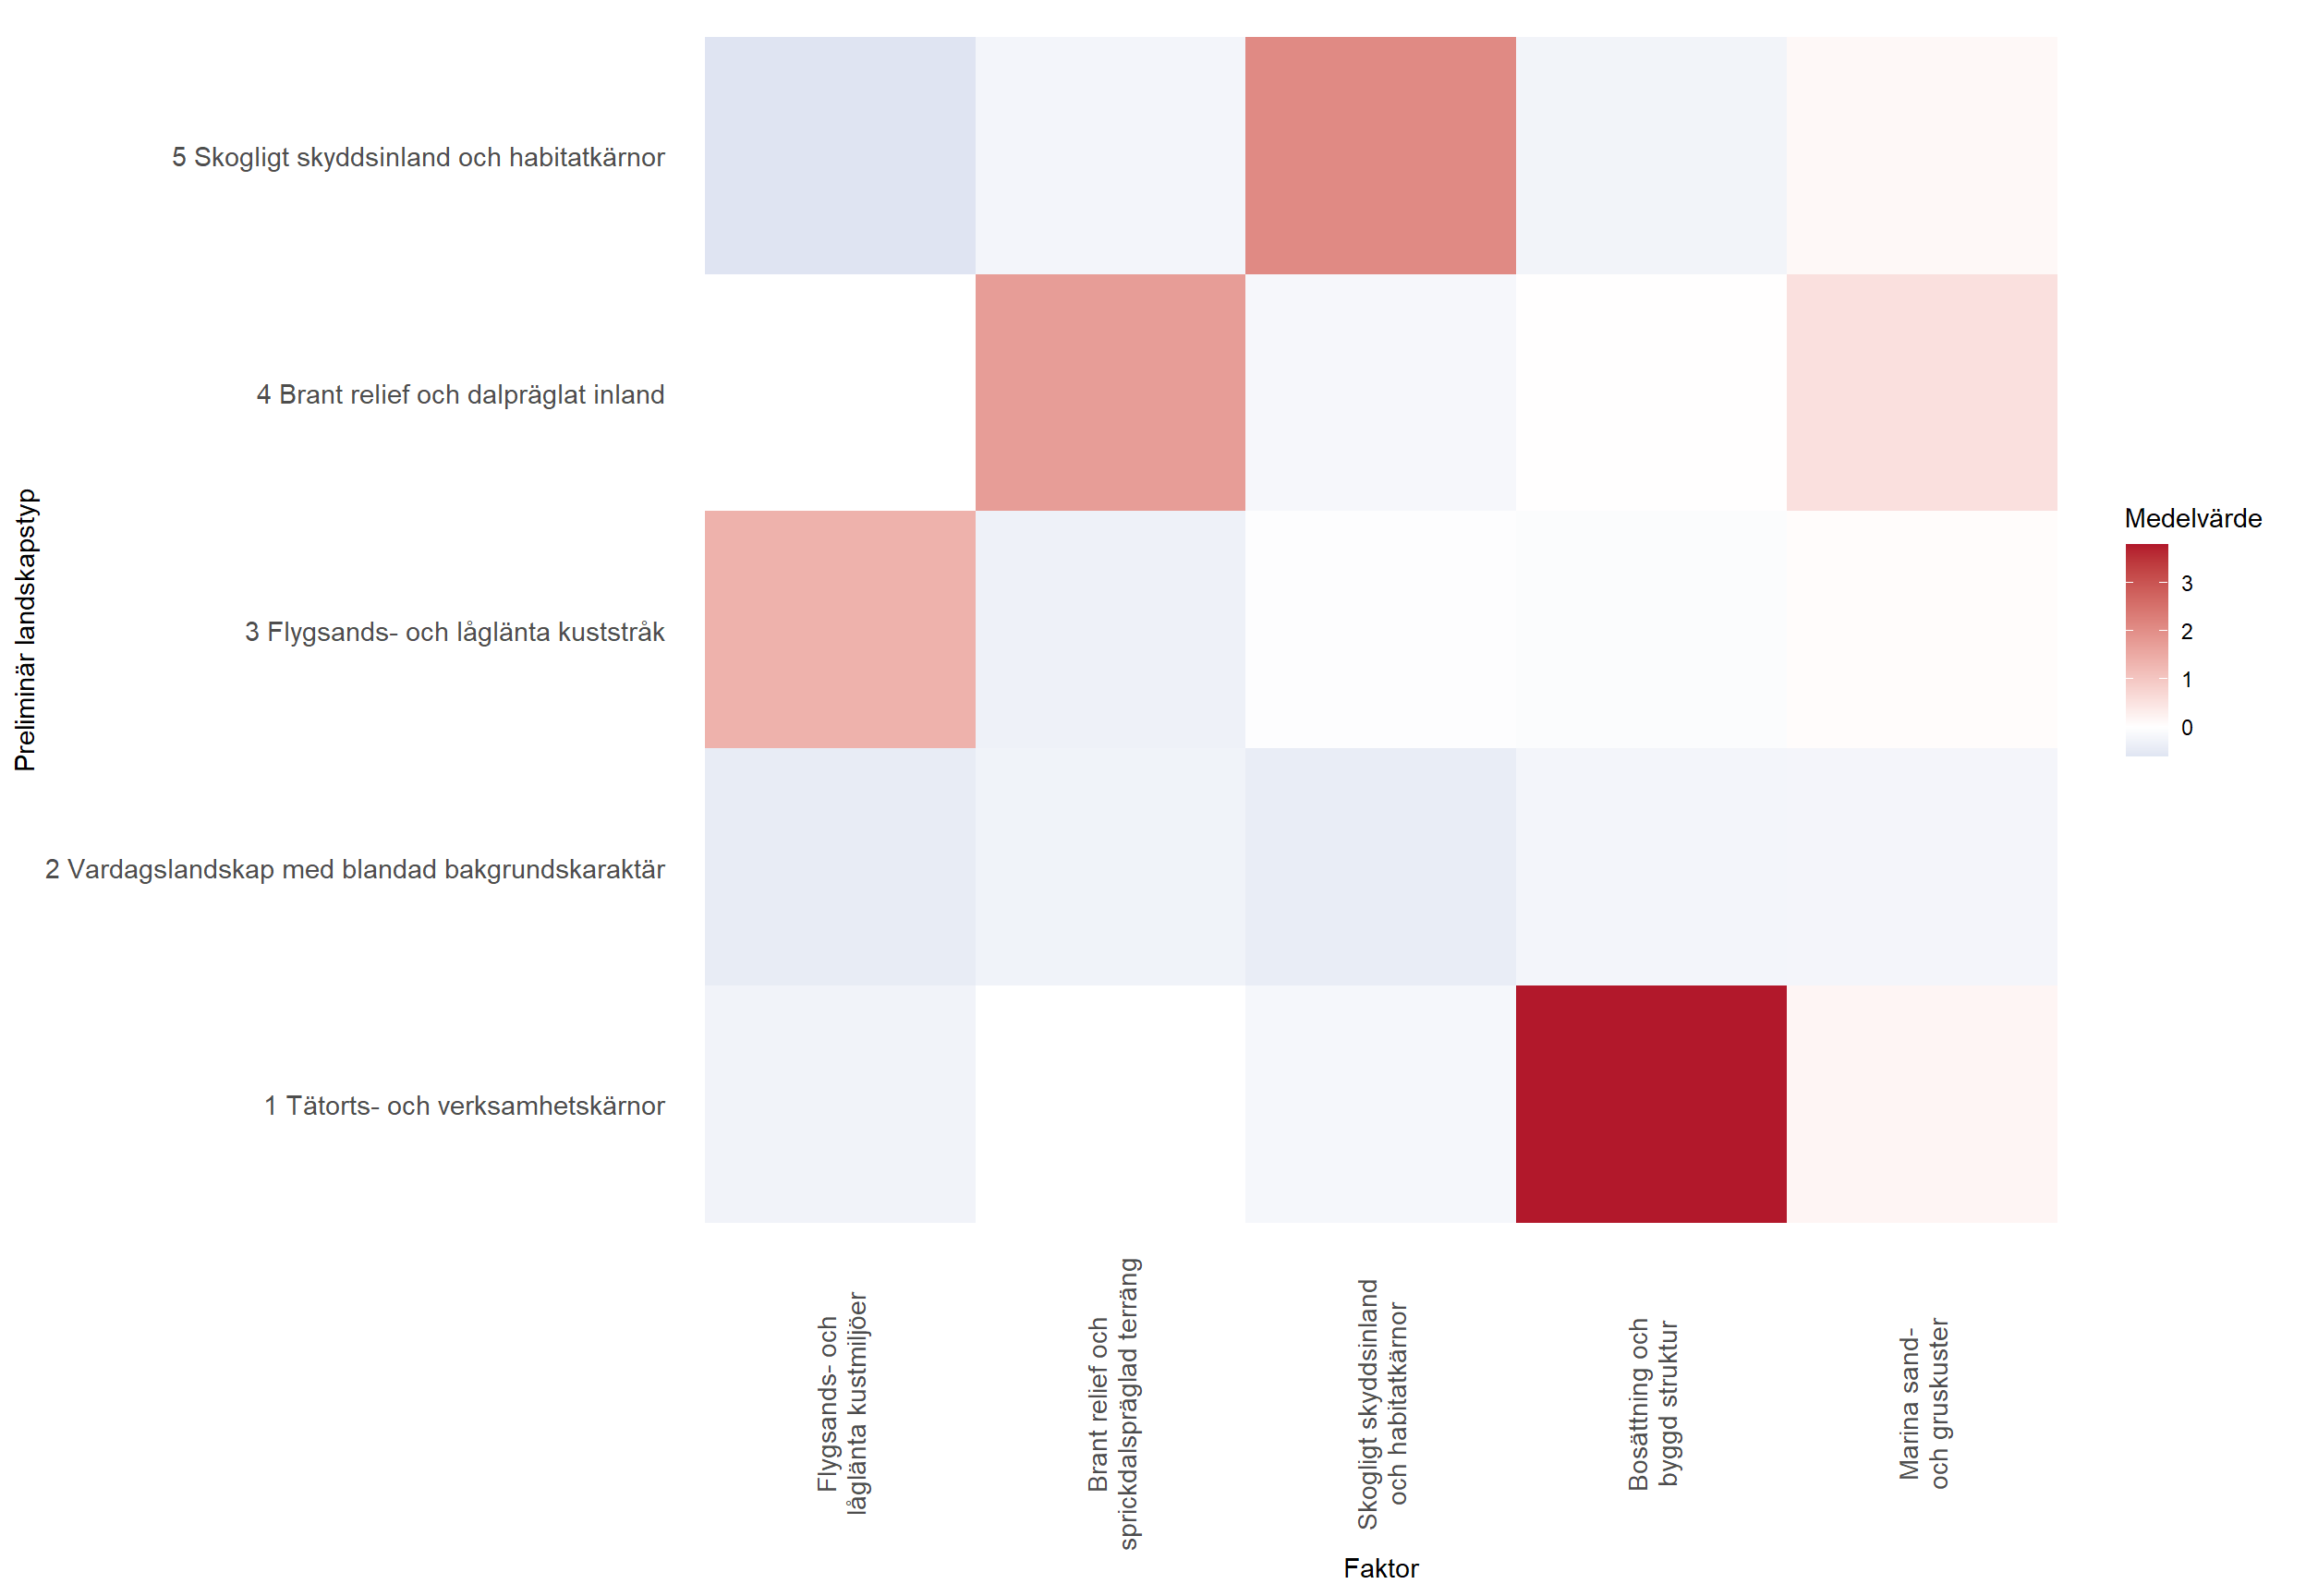 5 Skogligt skyddsinland och habitatkärnor
4 Brant relief och dalpräglat inland
3 Flygsands- och låglänta kuststråk
2 Vardagslandskap med blandad bakgrundskaraktär
1 Tätorts- och verksamhetskärnor
Preliminär landskapstyp
Flygsands- och
låglänta kustmiljöer
Brant relief och
sprickdalspräglad terräng
Skogligt skyddsinland
och habitatkärnor
Bosättning och
byggd struktur
Marina sand-
och gruskuster
Faktor
Medelvärde
3
2
1
0